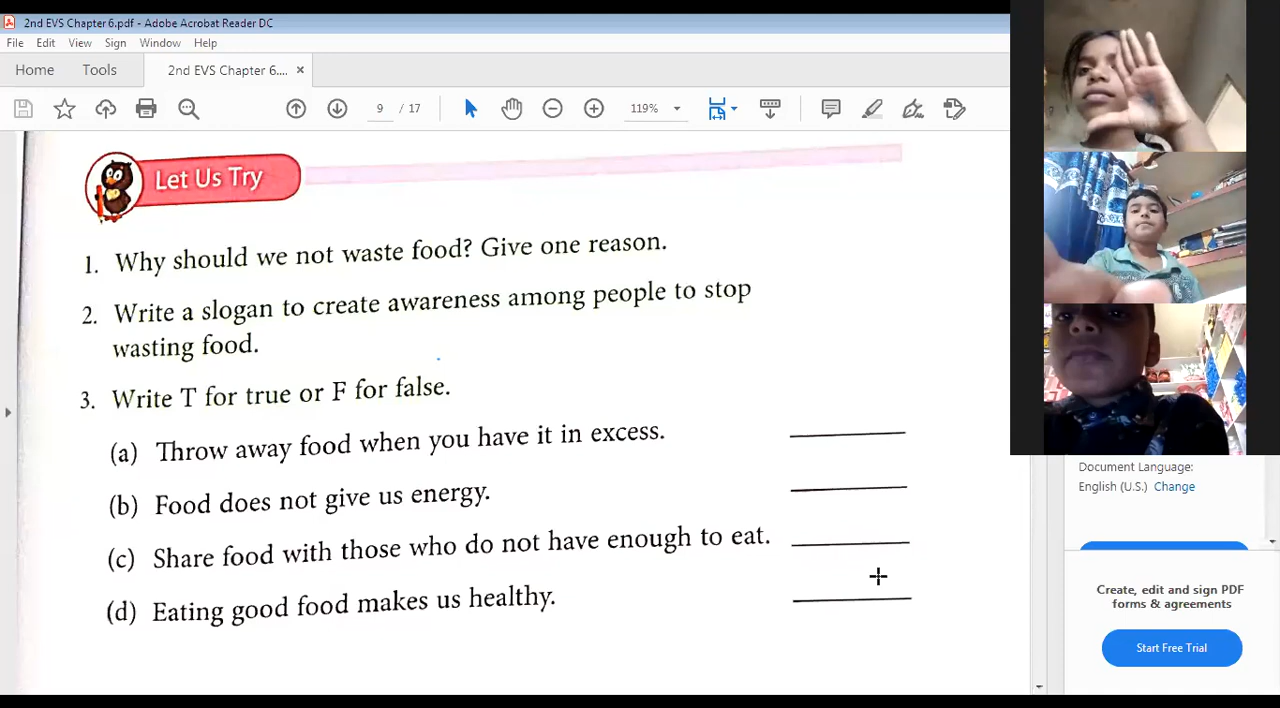 2nd EVS Chapter 6.pdf - Adobe Acrobat Reader DC
File Edit View Sign Window Help
Home Tools 2nd EVS Chapter 6.... ×
9 / 17 119%
Let Us Try
1. Why should we not waste food? Give one reason.
2. Write a slogan to create awareness among people to stop
wasting food.
3. Write T for true or F for false.
(a) Throw away food when you have it in excess.
(b) Food does not give us energy.
(c) Share food with those who do not have enough to eat.
(d) Eating good food makes us healthy.
Document Language:
English (U.S.) Change
Create, edit and sign PDF
forms & agreements
Start Free Trial